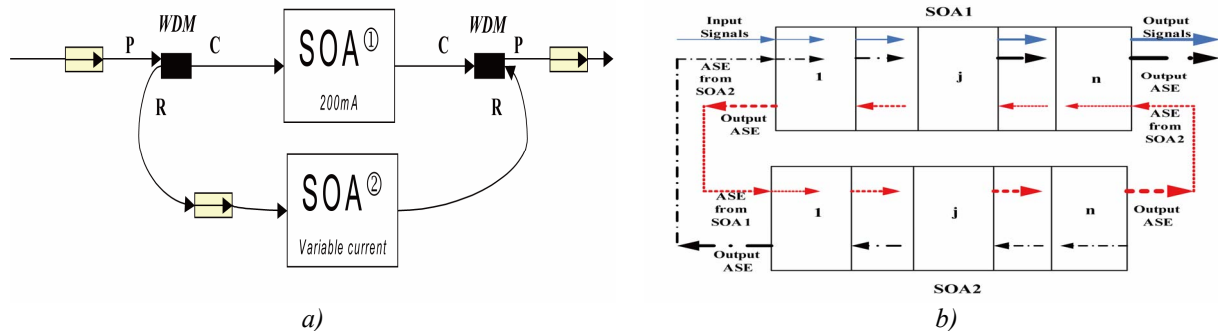 WDM
P
C
R
SOA①
200mA
C
WDM
P
R
SOA②
Variable current
a)
SOA1
Input
Signals
Output
Signals
ASE
from
SOA2
1
j
n
Output
ASE
Output
ASE
ASE
from
SOA2
ASE
from
SOA1
1
j
n
Output
ASE
Output
ASE
SOA2
b)